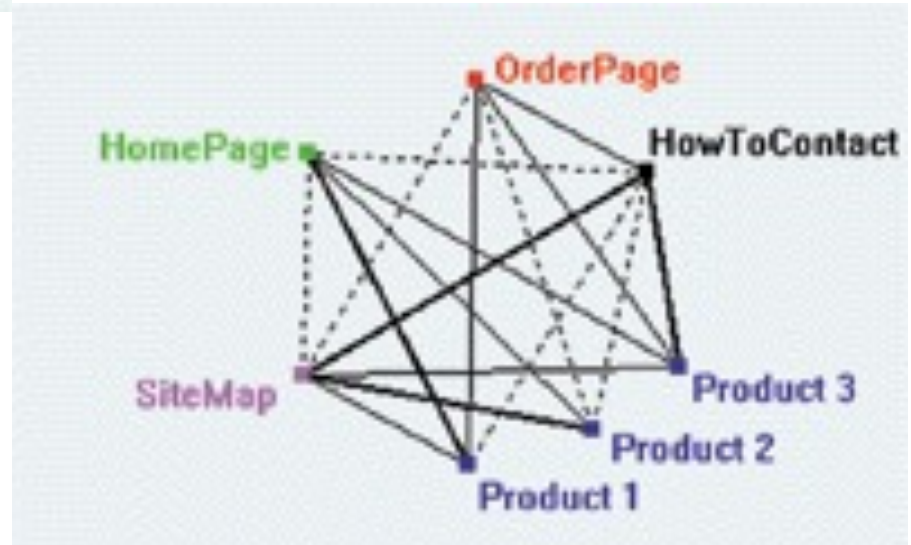 OrderPage
HomePage
HowToContact
SiteMap
Product 3
Product 2
Product 1